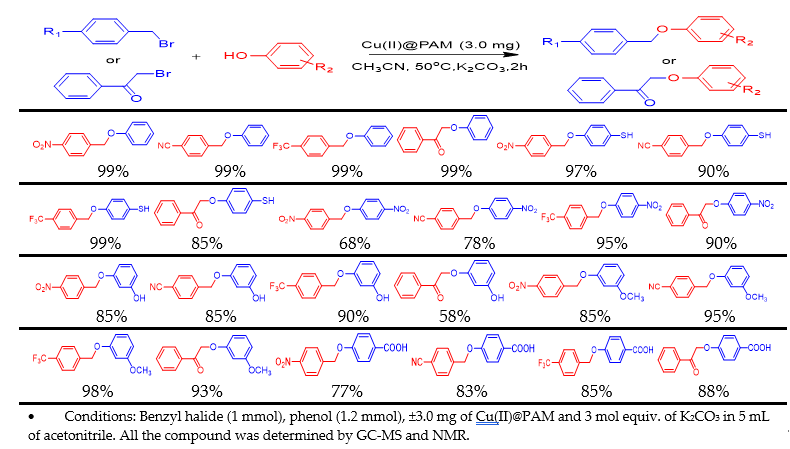 R₁
Br
or
Br
O
+
HO
R₂
Cu(II)@PAM (3.0 mg)
CH₃CN, 50°C,K₂CO₃,2h
R₁
O
R₂
or
O
O
R₂
O₂N O NC O F₃C O O O O₂N O SH NC O SH
99% 99% 99% 99% 97% 90%
F₃C O SH O O SH O₂N O NO₂ NC O NO₂ F₃C O NO₂ O O NO₂
99% 85% 68% 78% 95% 90%
O₂N O OH NC O OH F₃C O OH O O OH O₂N O OCH₃ NC O OCH₃
85% 85% 90% 58% 85% 95%
F₃C O OCH₃ O O OCH₃ O₂N O COOH NC O COOH F₃C O COOH O O COOH
98% 93% 77% 83% 85% 88%
• Conditions: Benzyl halide (1 mmol), phenol (1.2 mmol), ±3.0 mg of Cu(II)@PAM and 3 mol equiv. of K₂CO₃ in 5 mL
of acetonitrile. All the compound was determined by GC-MS and NMR.